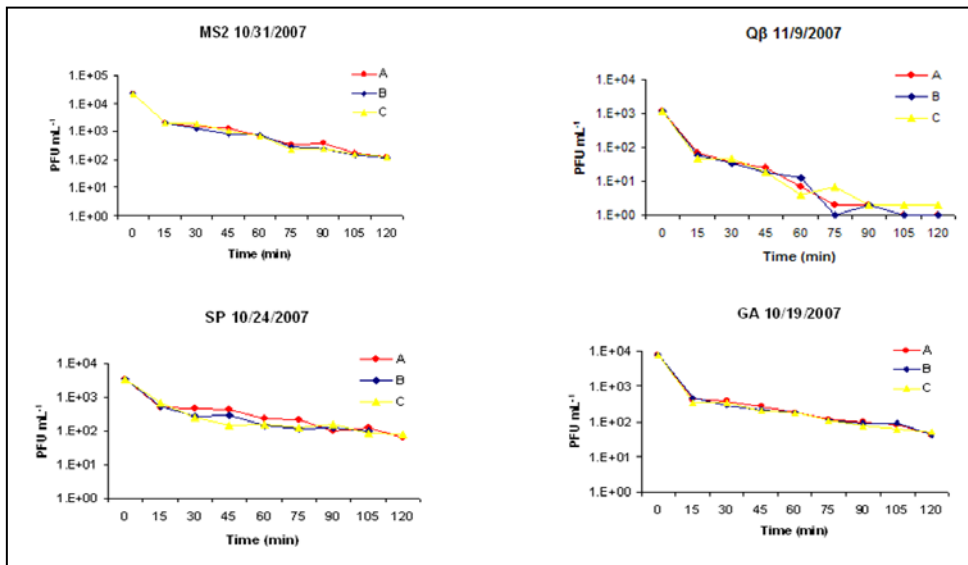 MS2 10/31/2007
1.E+05
1.E+04
1.E+03
1.E+02
1.E+01
1.E+00
PFU mL-1
A
B
C
0 15 30 45 60 75 90 105 120
Time (min)
Qβ 11/9/2007
1.E+04
1.E+03
1.E+02
1.E+01
1.E+00
PFU mL-1
A
B
C
0 15 30 45 60 75 90 105 120
Time (min)
SP 10/24/2007
1.E+04
1.E+03
1.E+02
1.E+01
1.E+00
PFU mL-1
A
B
C
0 15 30 45 60 75 90 105 120
Time (min)
GA 10/19/2007
1.E+04
1.E+03
1.E+02
1.E+01
1.E+00
PFU mL-1
A
B
C
0 15 30 45 60 75 90 105 120
Time (min)